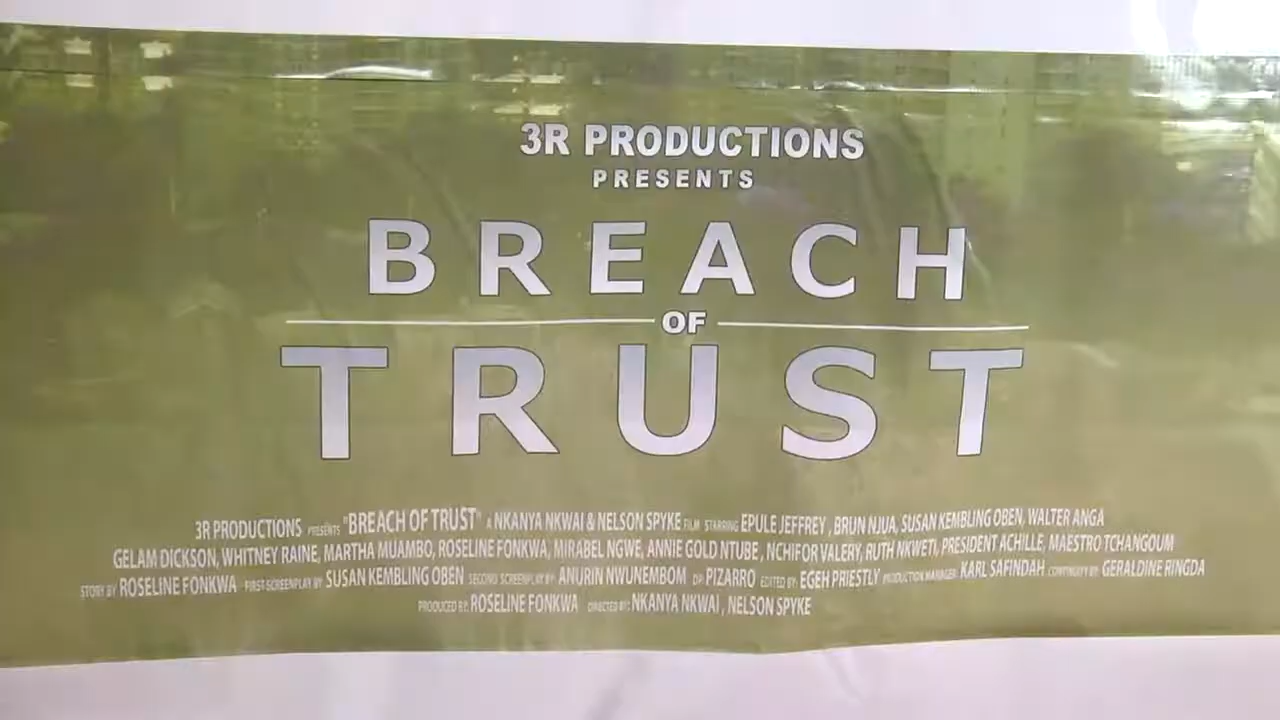 3R PRODUCTIONS
PRESENTS
BREACH
OF
TRUST
3R PRODUCTIONS PRESENTS "BREACH OF TRUST" A NKANYA NKWAI & NELSON SPYKE FILM STARRING EPULE JEFFREY, BRUN NJUA, SUSAN KEMBLING OBEN, WALTER ANGA
GELAM DICKSON, WHITNEY RAINE, MARTHA MUAMBO, ROSELINE FONKWA, MIRABEL NGWE, ANNIE GOLD NTUBE, NCHIFOR VALERY, RUTH NKWETI, PRESIDENT ACHILLE, MAESTRO TCHANGOUM
STORY BY ROSELINE FONKWA FIRST SCREENPLAY BY SUSAN KEMBLING OBEN SECOND SCREENPLAY BY ANURIN NWUNEMBOM DP PIZARRO EDITED BY: EGEH PRIESTLY PRODUCTION MANAGER KARL SAFINDAH CONTINUITY BY: GERALDINE RINGDA
PRODUCED BY: ROSELINE FONKWA DIRECTED BY: NKANYA NKWAI, NELSON SPYKE